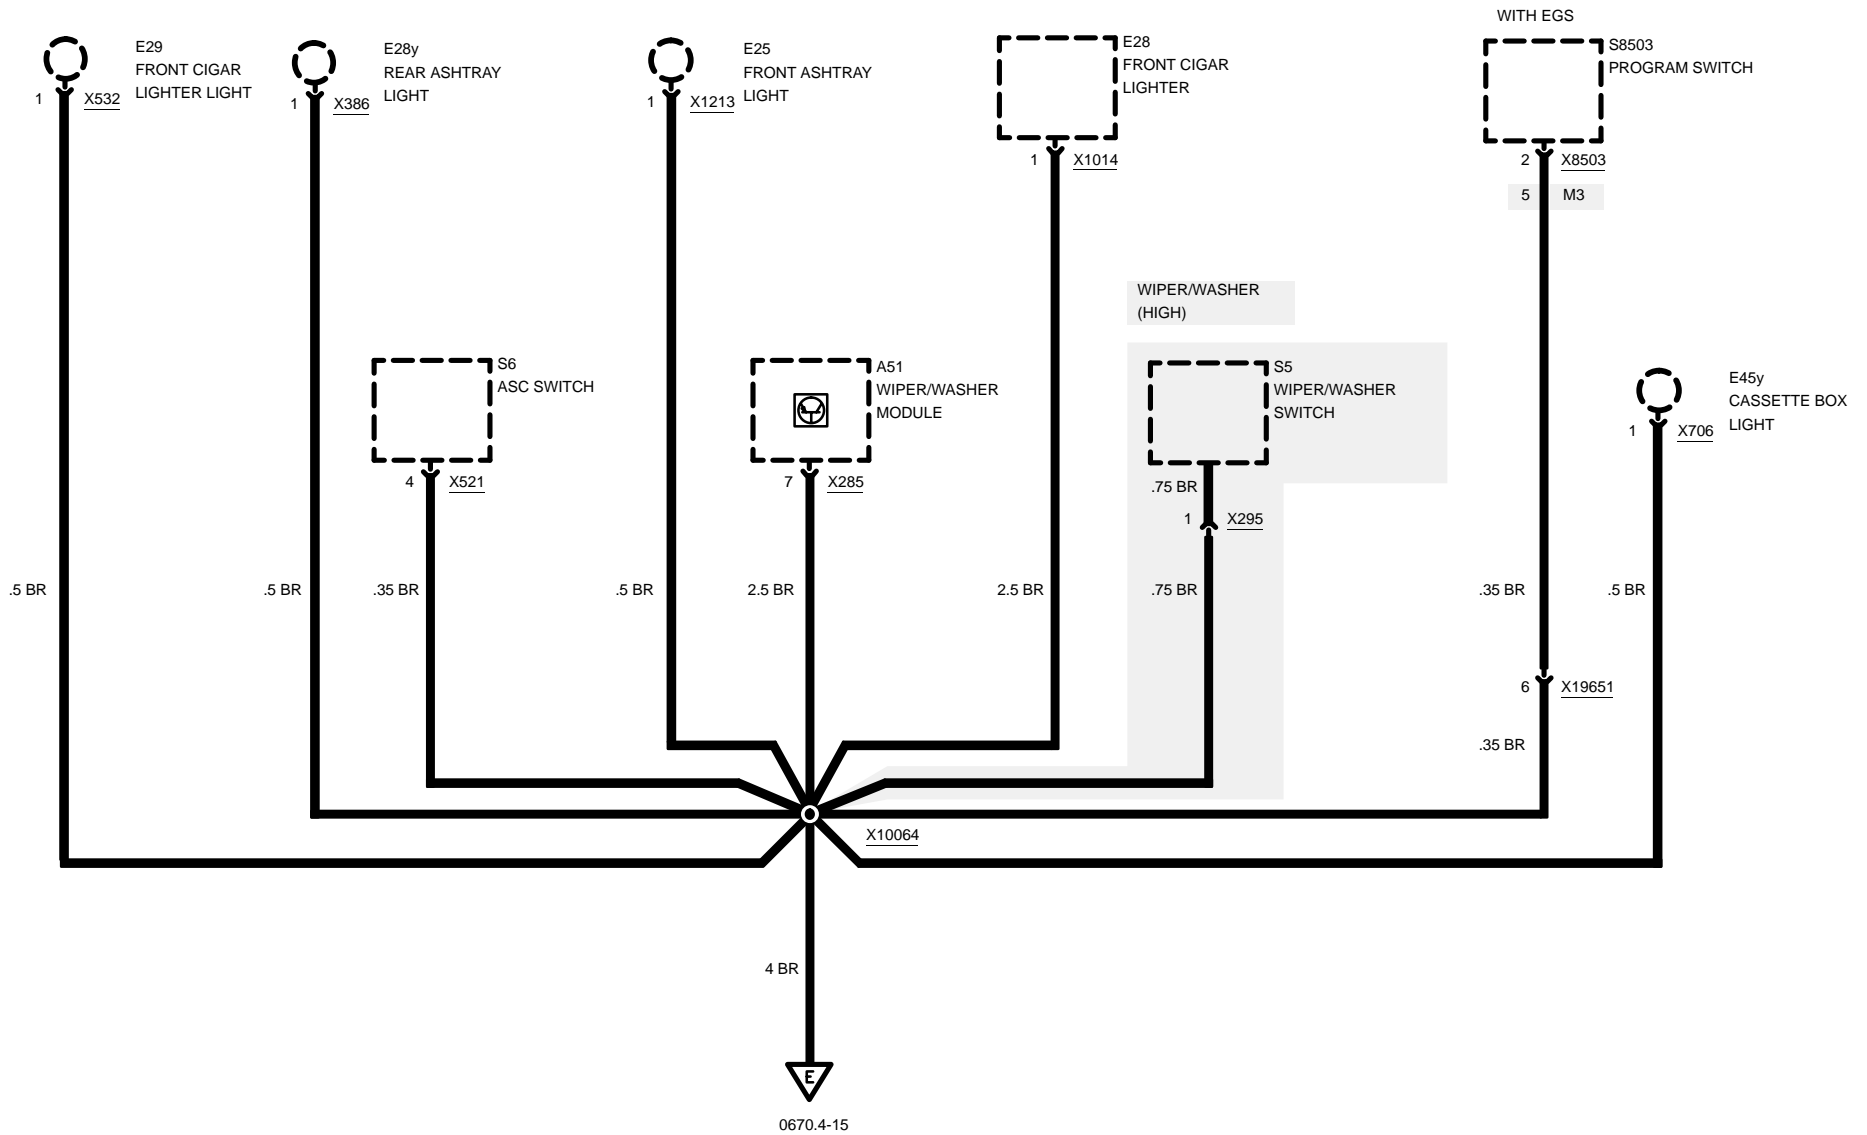 WITH EGS
E29
FRONT CIGAR
LIGHTER LIGHT
1 X532
E28y
REAR ASHTRAY
LIGHT
1 X386
E25
FRONT ASHTRAY
LIGHT
1 X1213
E28
FRONT CIGAR
LIGHTER
1 X1014
S8503
PROGRAM SWITCH
2 X8503
5 M3
WIPER/WASHER
(HIGH)
S6
ASC SWITCH
4 X521
A51
WIPER/WASHER
MODULE
7 X285
S5
WIPER/WASHER
SWITCH
.75 BR
1 X295
E45y
CASSETTE BOX
LIGHT
1 X706
.5 BR .5 BR .35 BR .5 BR 2.5 BR 2.5 BR .75 BR .35 BR .5 BR
6 X19651
.35 BR
X10064
4 BR
E
0670.4-15